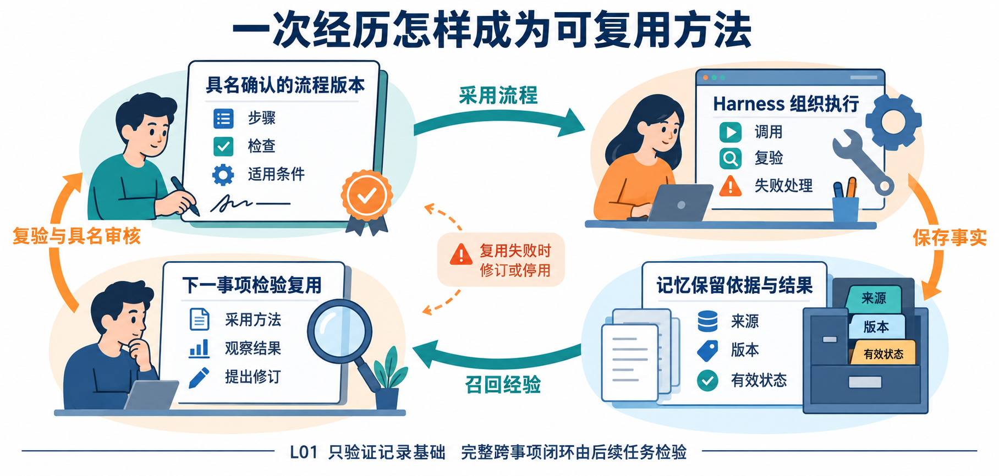 一次经历怎样成为可复用方法
具名确认的流程版本
步骤
检查
适用条件
采用流程
Harness 组织执行
调用
复验
失败处理
复验与具名审核
保存事实
复用失败时
修订或停用
下一事项检验复用
采用方法
观察结果
提出修订
召回经验
记忆保留依据与结果
来源
版本
有效状态
来源
版本
有效状态
L01 只验证记录基础 完整跨事项闭环由后续任务检验